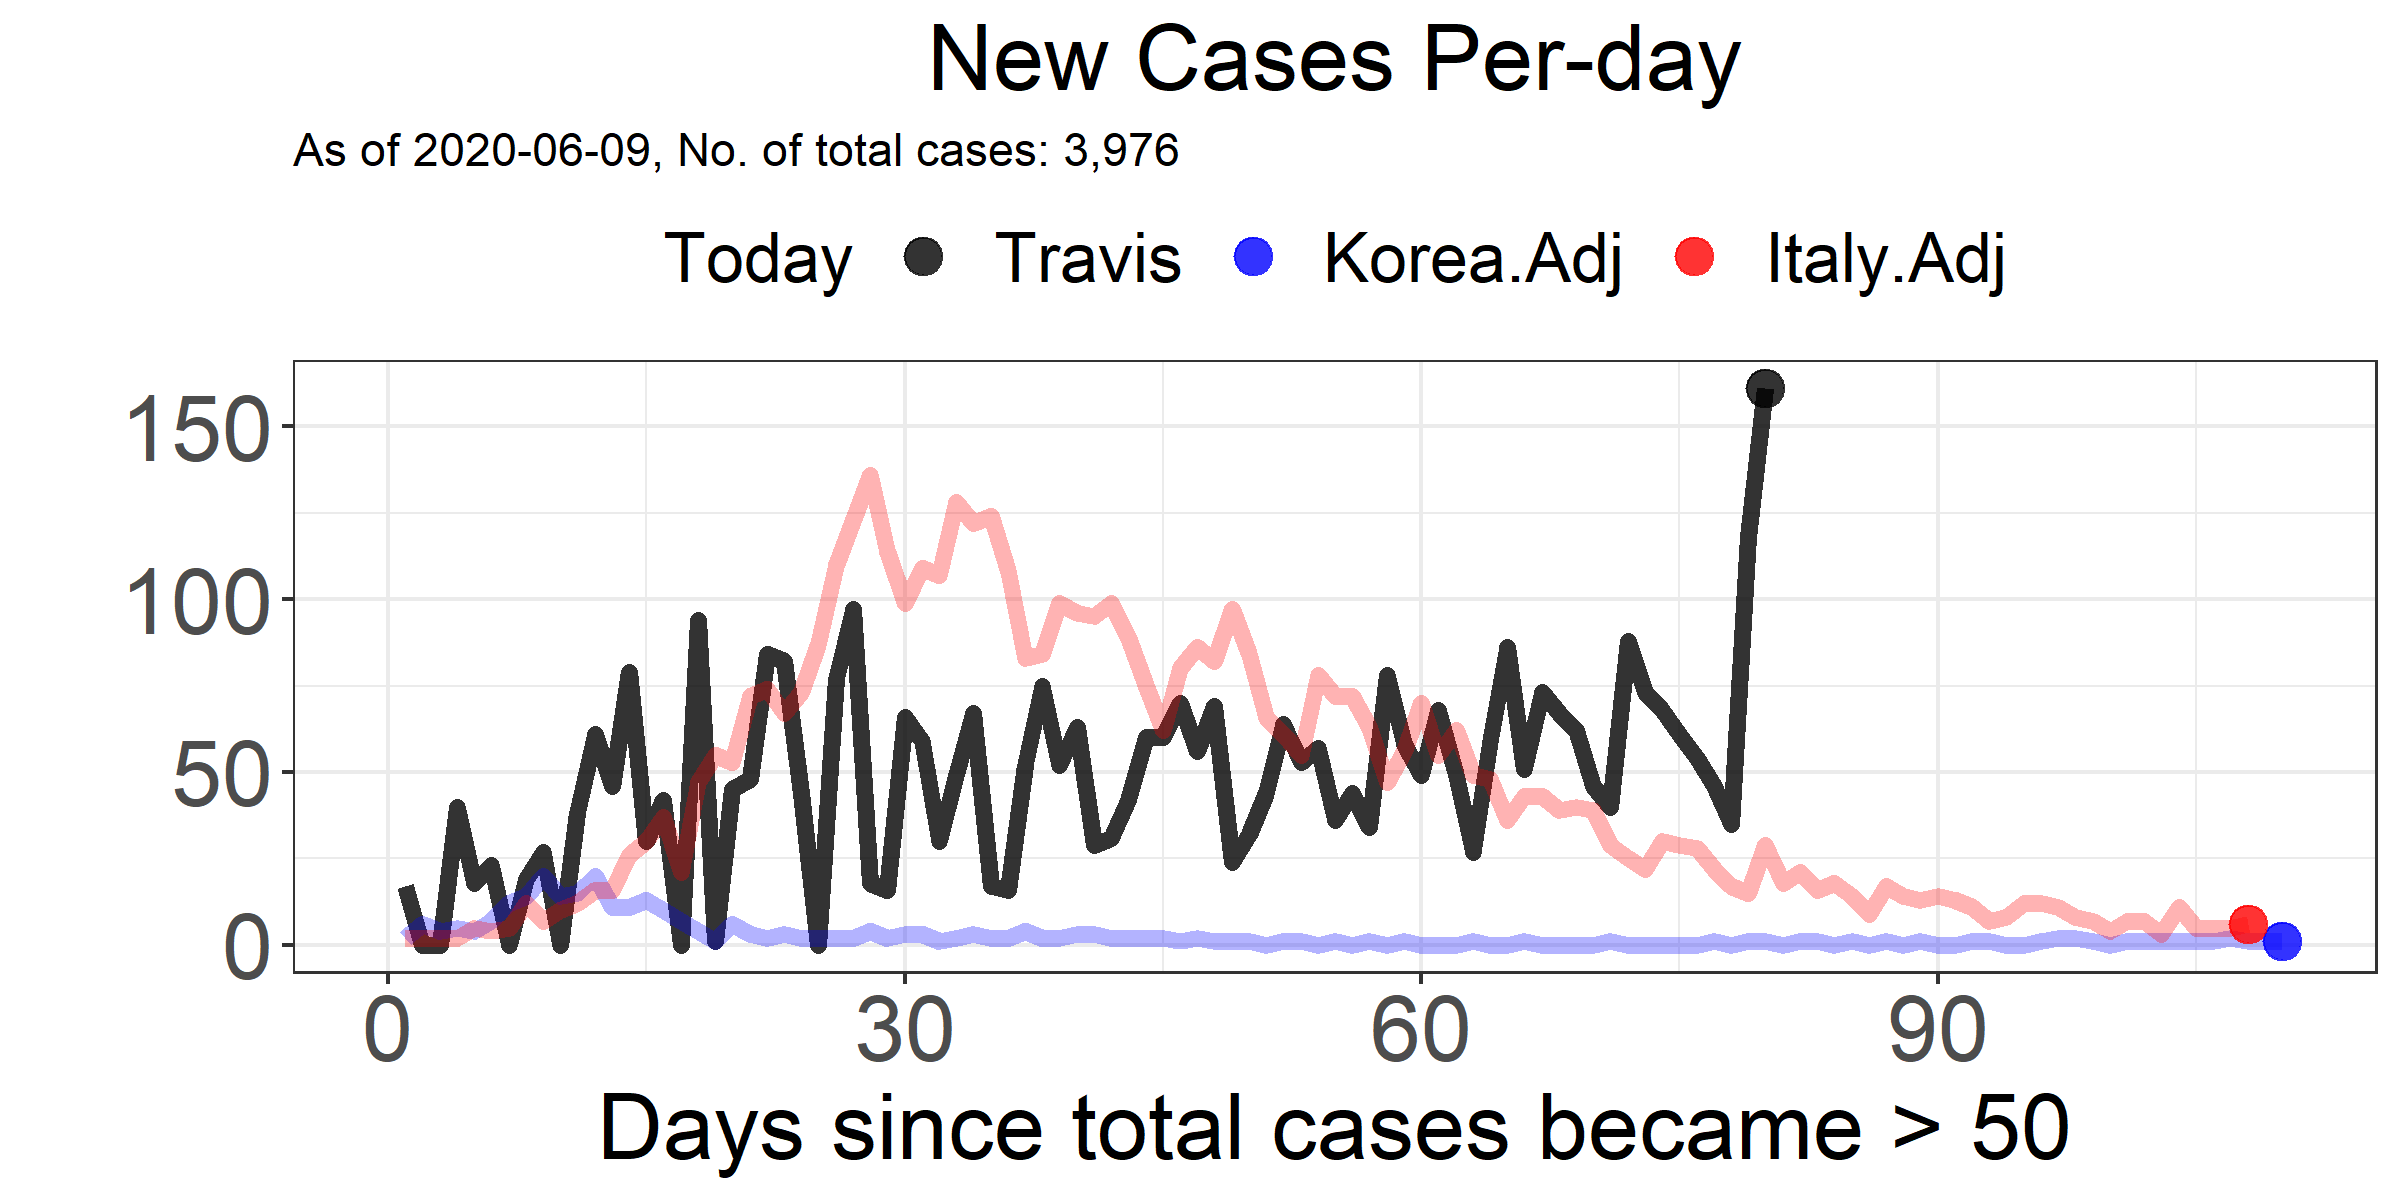 New Cases Per-day
As of 2020-06-09, No. of total cases: 3,976
Today Travis Korea.Adj Italy.Adj
150
100
50
0
0 30 60 90
Days since total cases became > 50